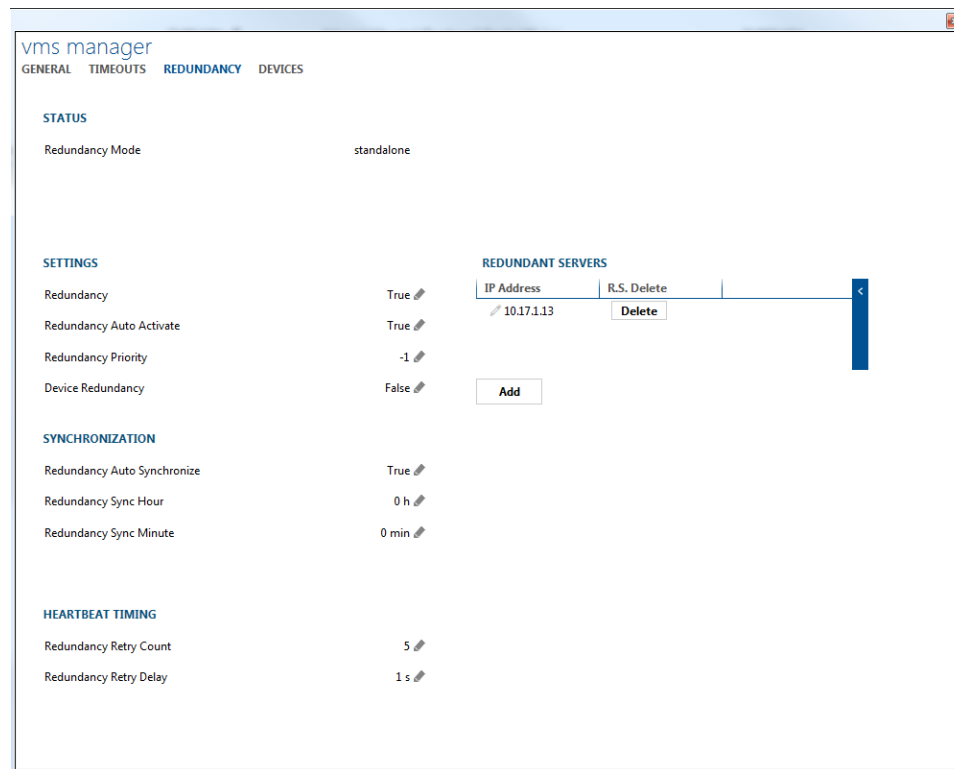 vms manager
GENERAL TIMEOUTS REDUNDANCY DEVICES
STATUS
Redundancy Mode standalone
SETTINGS
Redundancy True
Redundancy Auto Activate True
Redundancy Priority -1
Device Redundancy False
REDUNDANT SERVERS
IP Address R.S. Delete <
10.17.1.13 Delete
Add
SYNCHRONIZATION
Redundancy Auto Synchronize True
Redundancy Sync Hour 0 h
Redundancy Sync Minute 0 min
HEARTBEAT TIMING
Redundancy Retry Count 5
Redundancy Retry Delay 1 s